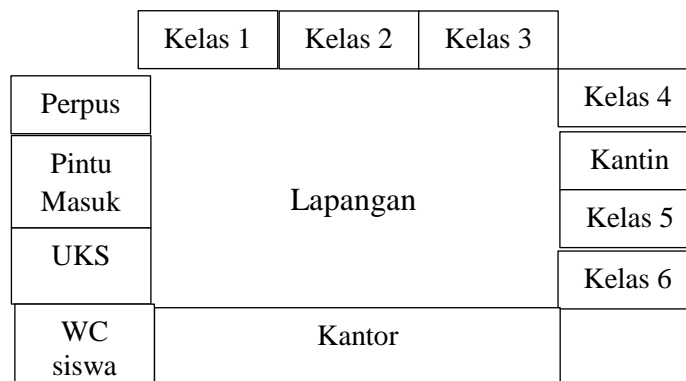 Kelas 1
Kelas 2
Kelas 3
Perpus
Kelas 4
Pintu
Masuk
Kantin
Lapangan
Kelas 5
UKS
Kelas 6
WC
siswa
Kantor